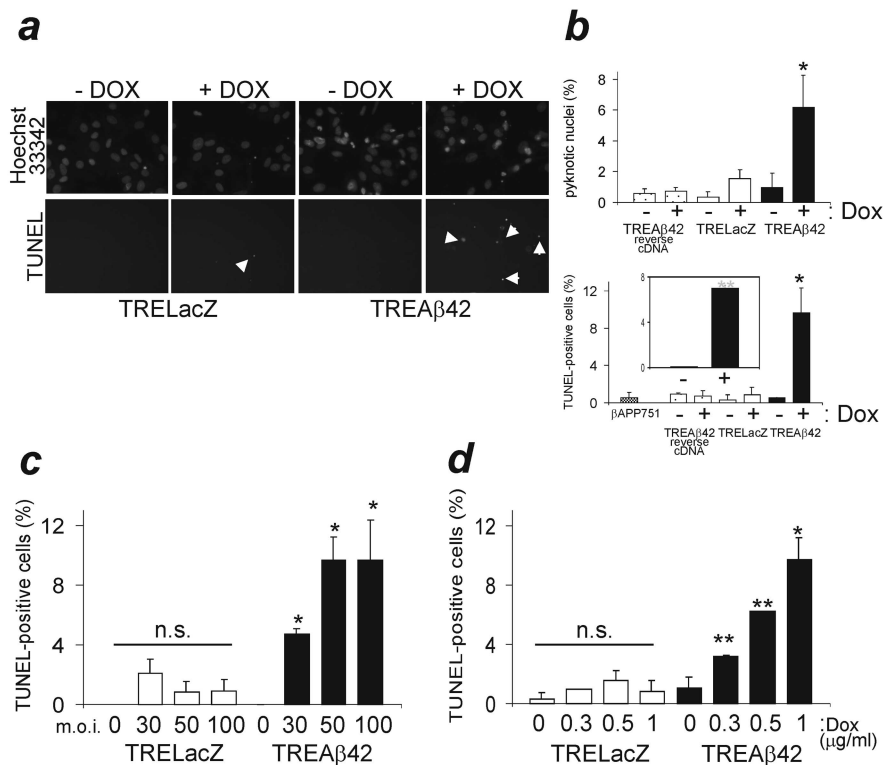 a
- DOX + DOX - DOX + DOX
Hoechst
33342
TUNEL
TRELacZ TREAβ42
b
pyknotic nuclei (%)
8
6
4
2
0
- + - + - + : Dox
TREAβ42 TRELacZ TREAβ42
reverse
cDNA
*
TUNEL-positive cells (%)
12
8
4
0
8
4
0
**
- +
*
βAPP751 - + - + - + : Dox
TREAβ42 TRELacZ TREAβ42
reverse
cDNA
c
TUNEL-positive cells (%)
12
8
4
0
n.s.
* * *
m.o.i. 0 30 50 100 0 30 50 100
TRELacZ TREAβ42
d
TUNEL-positive cells (%)
12
8
4
0
n.s.
** ** *
0 0.3 0.5 1 0 0.3 0.5 1 :Dox
(μg/ml)
TRELacZ TREAβ42